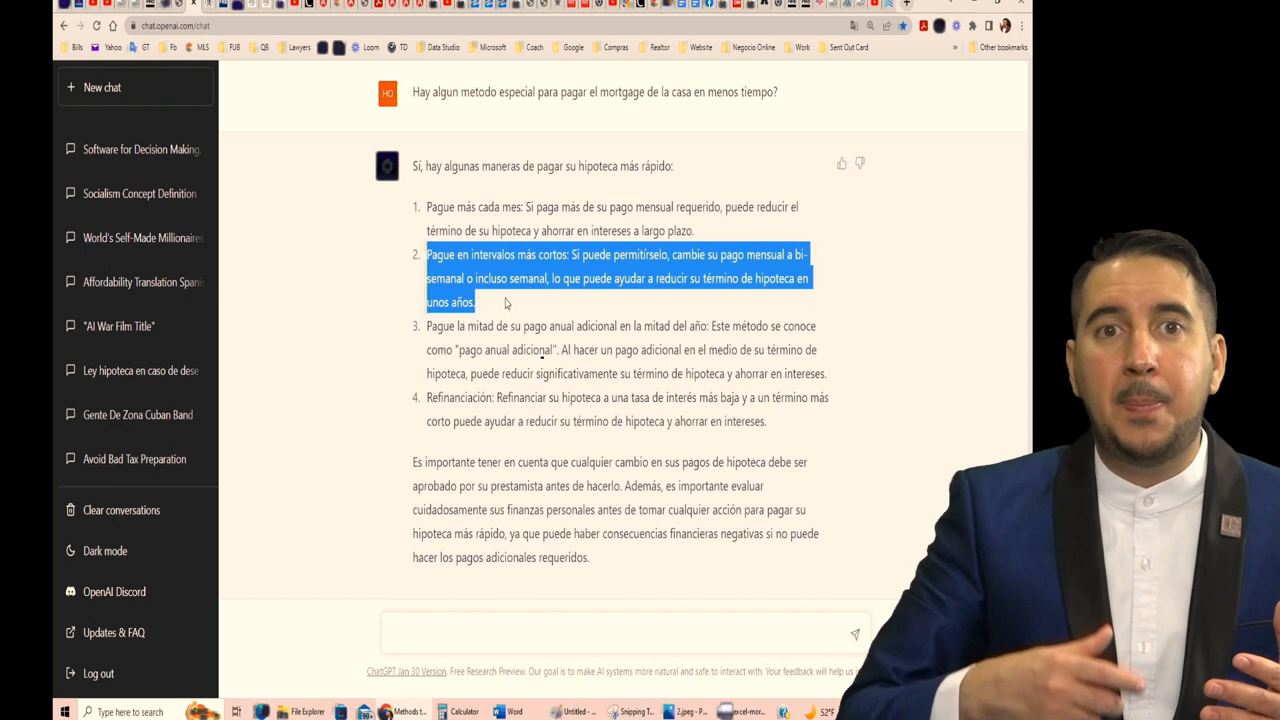 chat.openai.com/chat
Bills Yahoo GT Fb MLS FUB QB Lawyers Loom TD Data Studio Microsoft Coach Google Compras Realtor Website Negocio Online Work Sent Out Card » Other bookmarks
+ New chat
Software for Decision Making.
Socialism Concept Definition
World's Self-Made Millionaires
Affordability Translation Spani
"AI War Film Title"
Ley hipoteca en caso de dese
Gente De Zona Cuban Band
Avoid Bad Tax Preparation
Clear conversations
Dark mode
OpenAI Discord
Updates & FAQ
Log out
HO Hay algun metodo especial para pagar el mortgage de la casa en menos tiempo?
Sí, hay algunas maneras de pagar su hipoteca más rápido:
1. Pague más cada mes: Si paga más de su pago mensual requerido, puede reducir el
término de su hipoteca y ahorrar en intereses a largo plazo.
2. Pague en intervalos más cortos: Si puede permitírselo, cambie su pago mensual a bi-
semanal o incluso semanal, lo que puede ayudar a reducir su término de hipoteca en
unos años.
3. Pague la mitad de su pago anual adicional en la mitad del año: Este método se conoce
como "pago anual adicional". Al hacer un pago adicional en el medio de su término de
hipoteca, puede reducir significativamente su término de hipoteca y ahorrar en intereses.
4. Refinanciación: Refinanciar su hipoteca a una tasa de interés más baja y a un término más
corto puede ayudar a reducir su término de hipoteca y ahorrar en intereses.
Es importante tener en cuenta que cualquier cambio en sus pagos de hipoteca debe ser
aprobado por su prestamista antes de hacerlo. Además, es importante evaluar
cuidadosamente sus finanzas personales antes de tomar cualquier acción para pagar su
hipoteca más rápido, ya que puede haber consecuencias financieras negativas si no puede
hacer los pagos adicionales requeridos.
ChatGPT Jan 30 Version. Free Research Preview. Our goal is to make AI systems more natural and safe to interact with. Your feedback will help us
Type here to search File Explorer 99+ Methods t... Calculator Word Untitled - ... Snipping T... 2.jpeg - P... excel-mor... 52°F